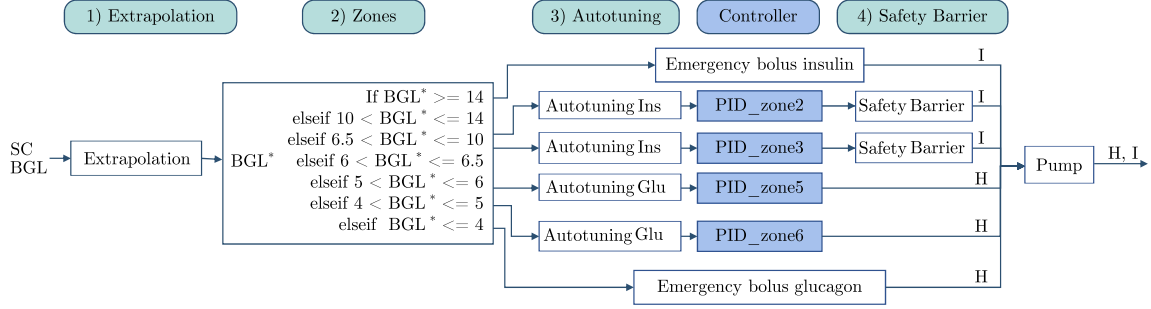 1) Extrapolation
2) Zones
3) Autotuning
Controller
4) Safety Barrier
SC
BGL
Extrapolation
BGL*
If BGL* >= 14
elseif 10 < BGL* <= 14
elseif 6.5 < BGL* <= 10
elseif 6 < BGL* <= 6.5
elseif 5 < BGL* <= 6
elseif 4 < BGL* <= 5
elseif BGL* <= 4
Emergency bolus insulin
I
Autotuning Ins
PID_zone2
Safety Barrier
I
Autotuning Ins
PID_zone3
Safety Barrier
I
Autotuning Glu
PID_zone5
H
Autotuning Glu
PID_zone6
H
Emergency bolus glucagon
H
Pump
H, I